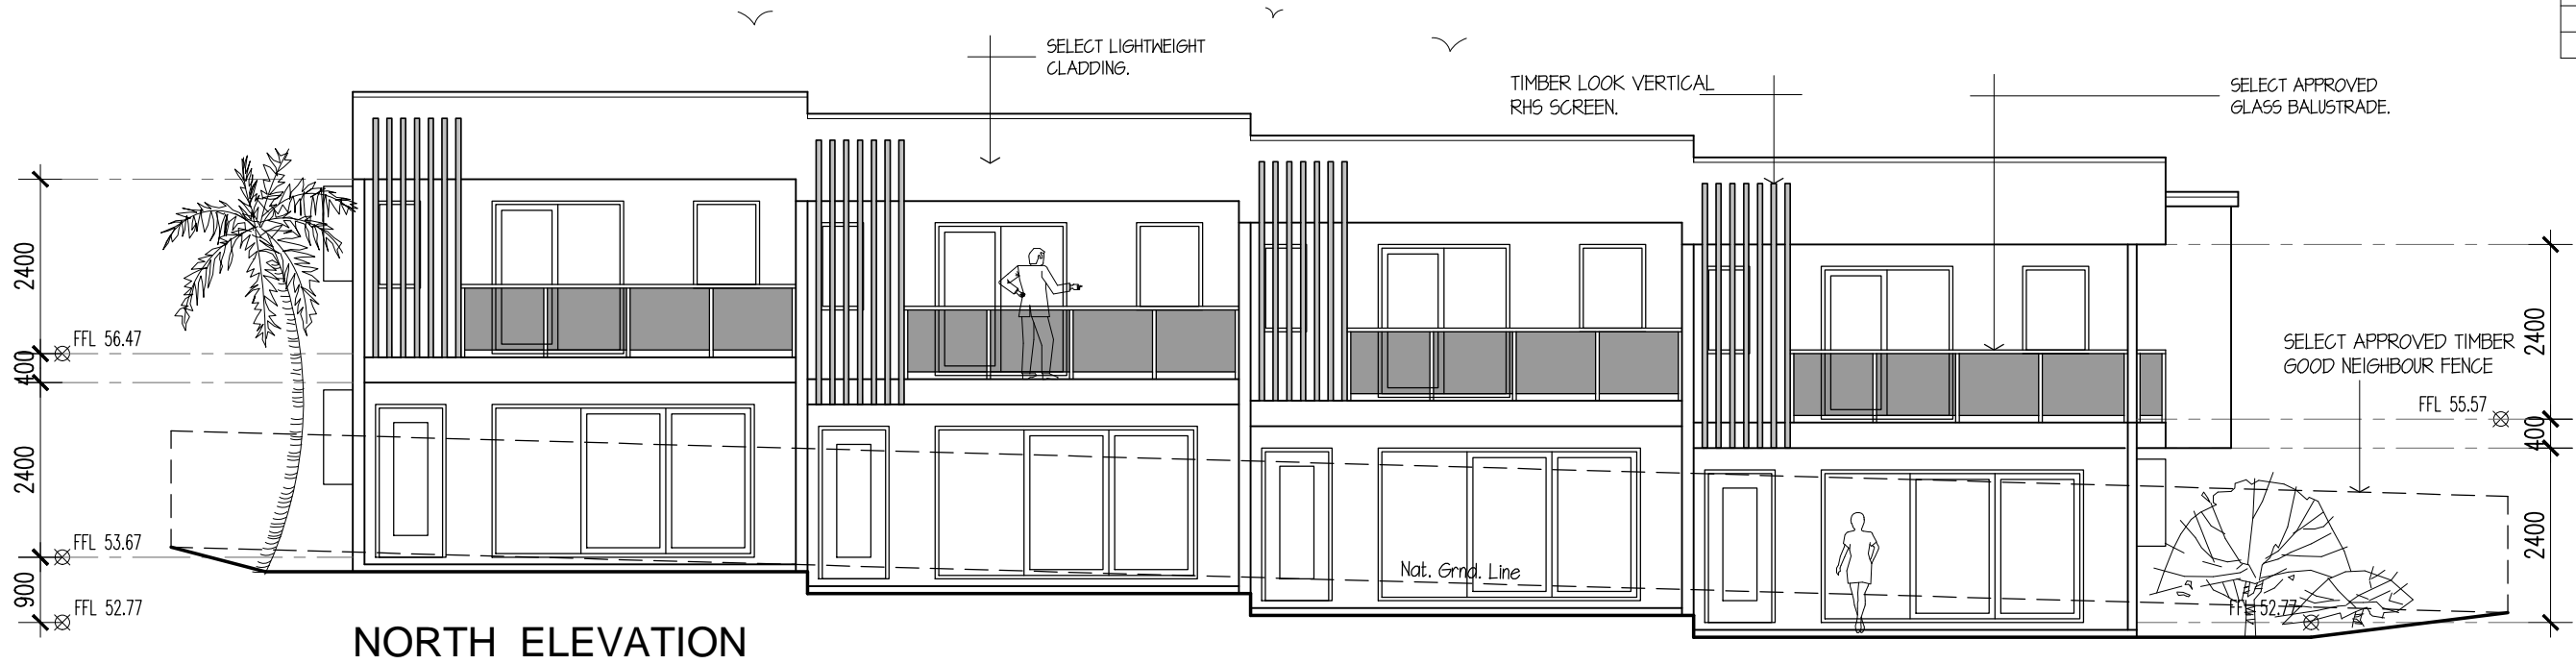 SELECT LIGHTWEIGHT
CLADDING.
TIMBER LOOK VERTICAL
RHS SCREEN.
SELECT APPROVED
GLASS BALUSTRADE.
2400
FFL 56.47
400
2400
FFL 53.67
900
FFL 52.77
2400
SELECT APPROVED TIMBER
GOOD NEIGHBOUR FENCE
FFL 55.57
400
2400
Nat. Grnd. Line
FFL 52.77
NORTH ELEVATION